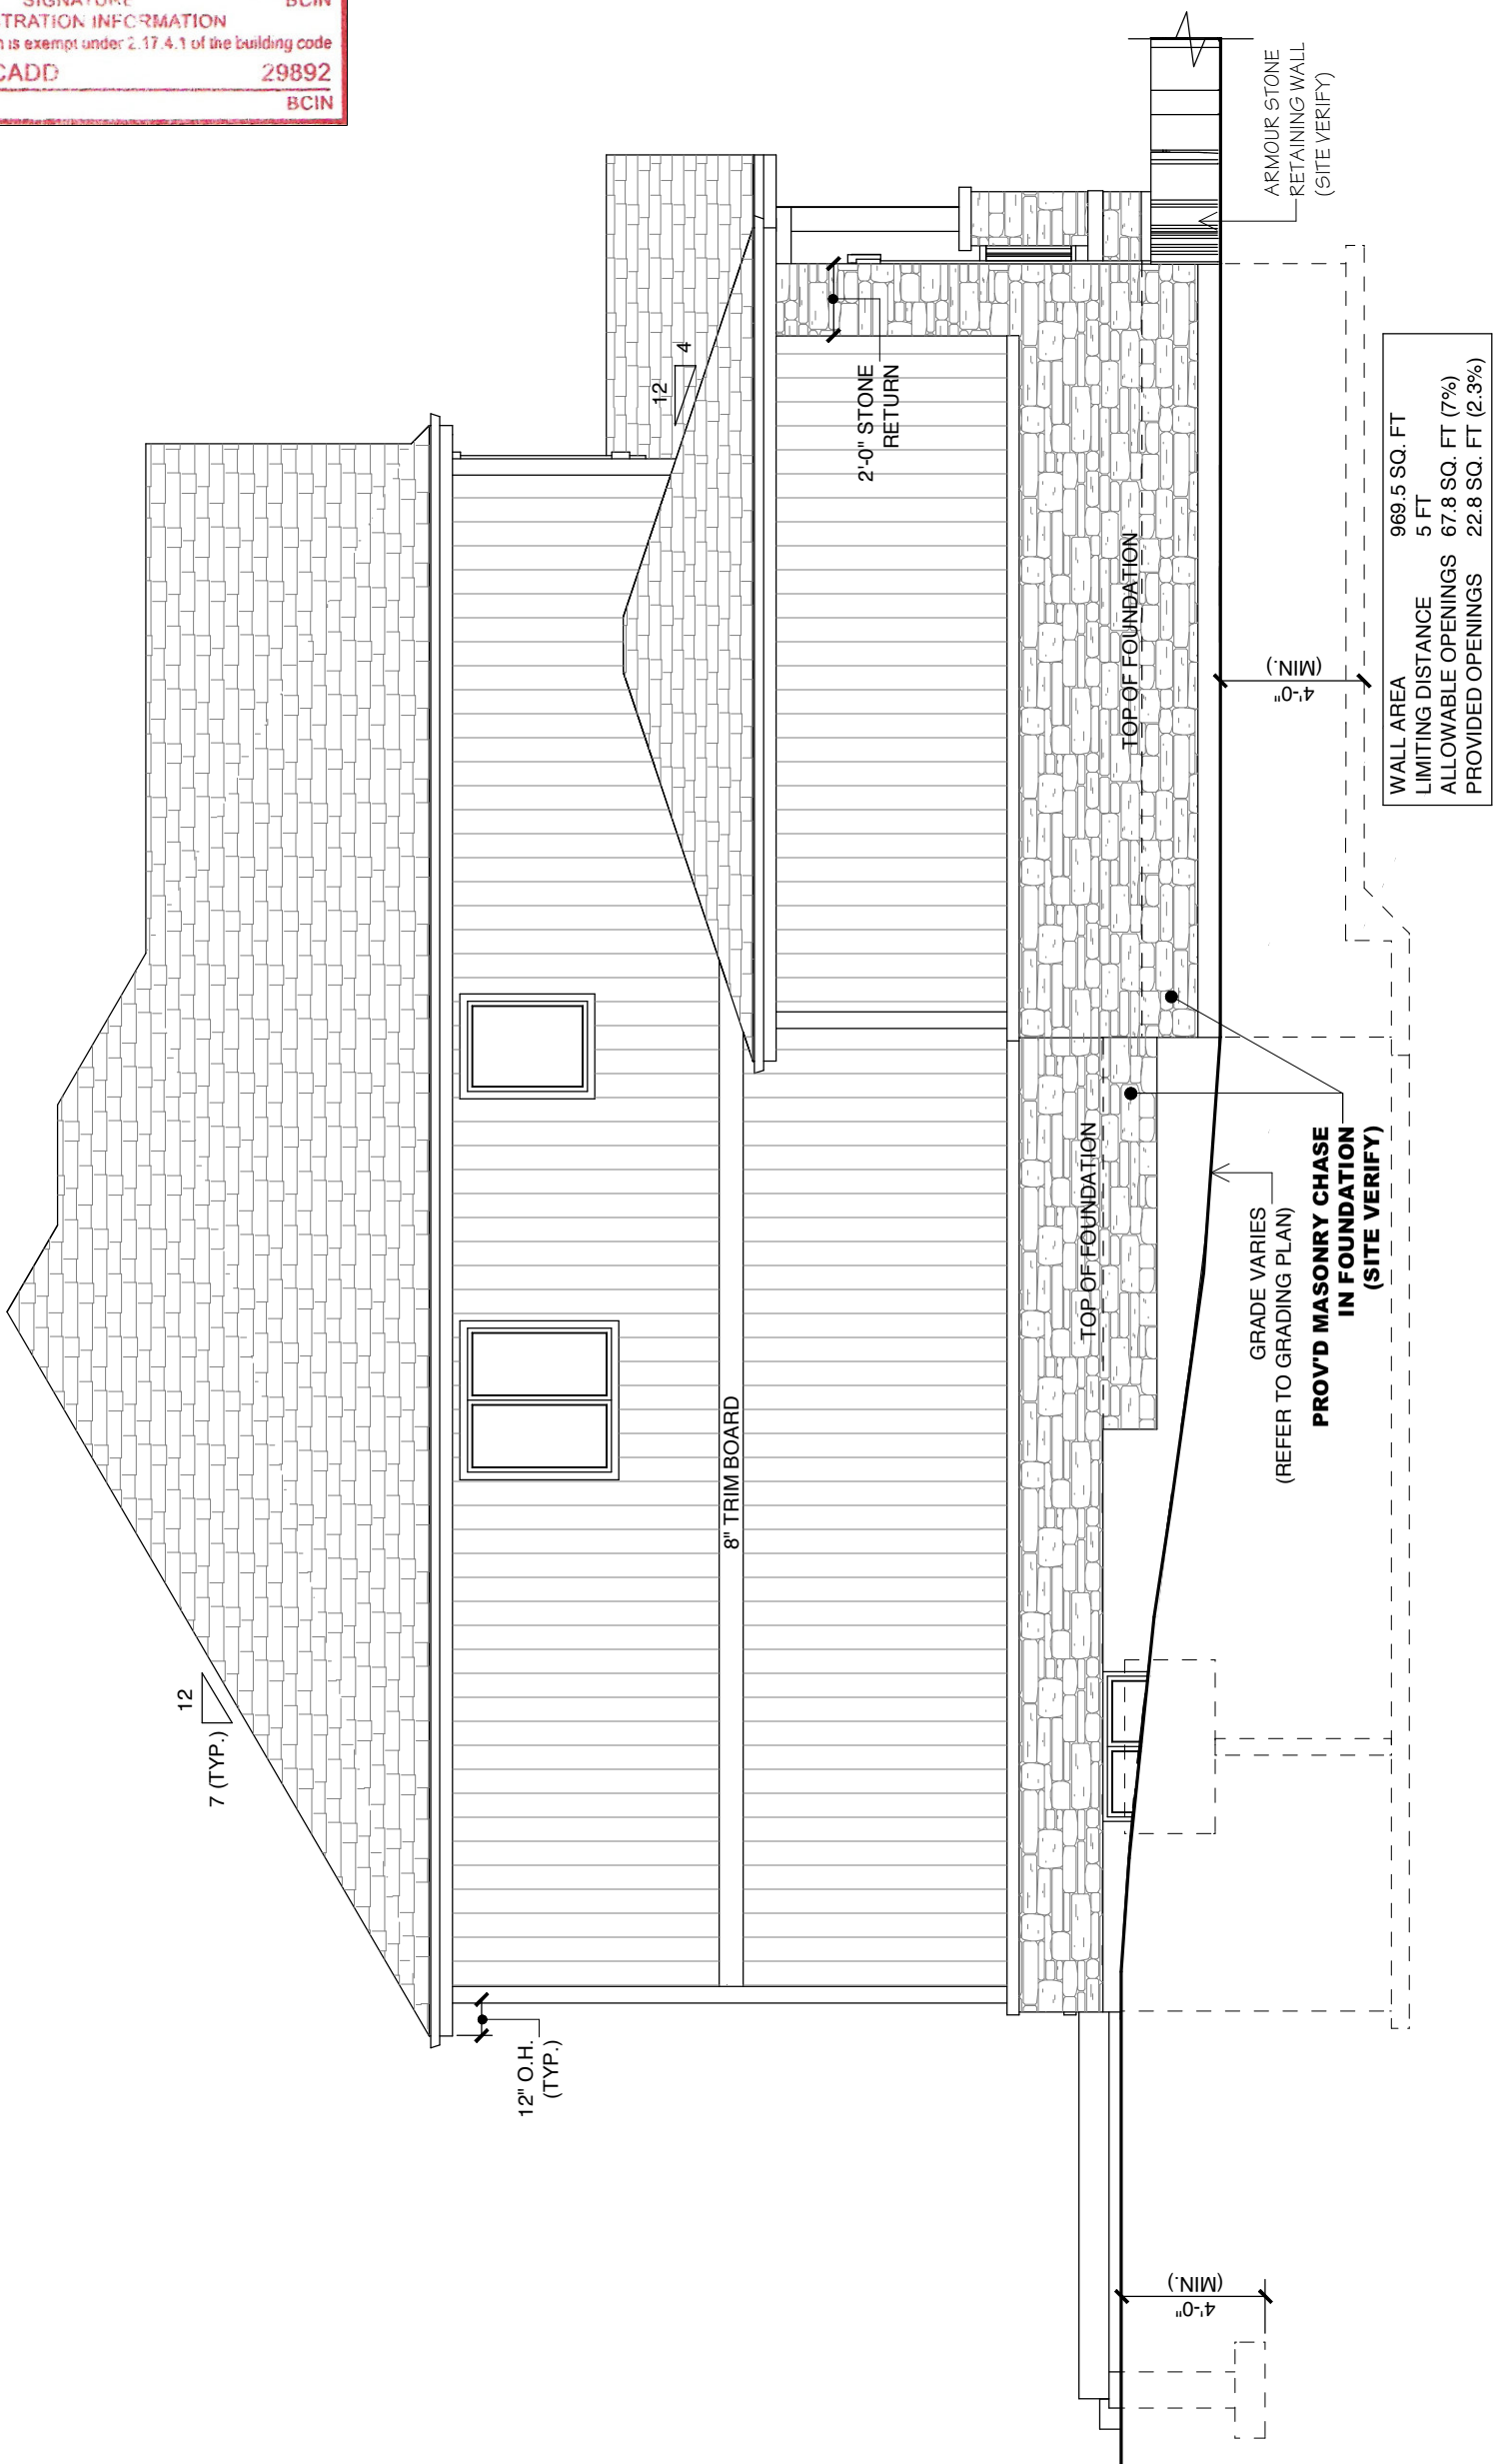 SIGNATURE BCIN
TRATION INFORMATION
is exempt under 2.17.4.1 of the building code
CADD 29892
BCIN
12
7 (TYP.)
12" O.H.
(TYP.)
8" TRIM BOARD
12
4
2'-0" STONE
RETURN
TOP OF FOUNDATION
TOP OF FOUNDATION
ARMOUR STONE
RETAINING WALL
(SITE VERIFY)
GRADE VARIES
(REFER TO GRADING PLAN)
PROV'D MASONRY CHASE
IN FOUNDATION
(SITE VERIFY)
4'-0"
(MIN.)
4'-0"
(MIN.)
WALL AREA 969.5 SQ. FT
LIMITING DISTANCE 5 FT
ALLOWABLE OPENINGS 67.8 SQ. FT (7%)
PROVIDED OPENINGS 22.8 SQ. FT (2.3%)